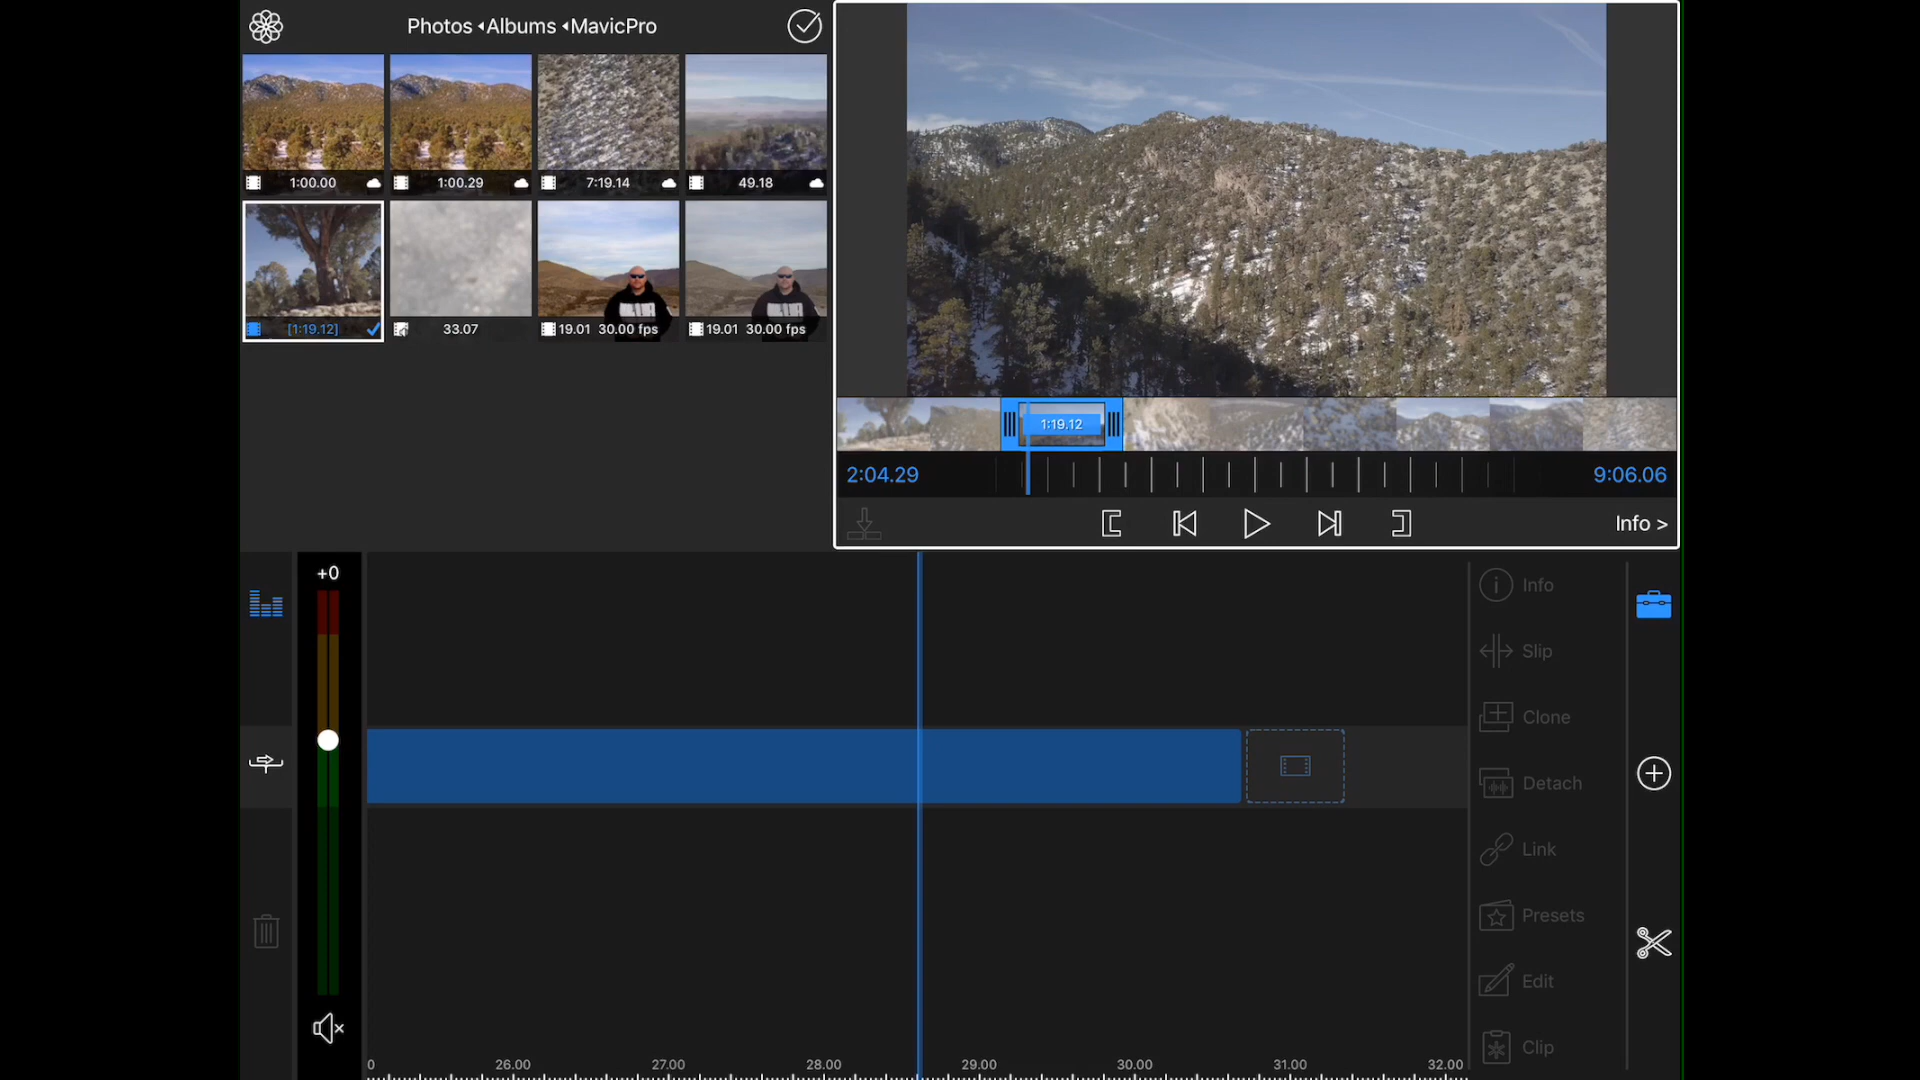 Photos ◂Albums ◂MavicPro
1:00.00
1:00.29
7:19.14
49.18
[1:19.12]
33.07
19.01 30.00 fps
19.01 30.00 fps
1:19.12
2:04.29
9:06.06
Info >
+0
Info
Slip
Clone
Detach
Link
Presets
Edit
Clip
0 26.00 27.00 28.00 29.00 30.00 31.00 32.00